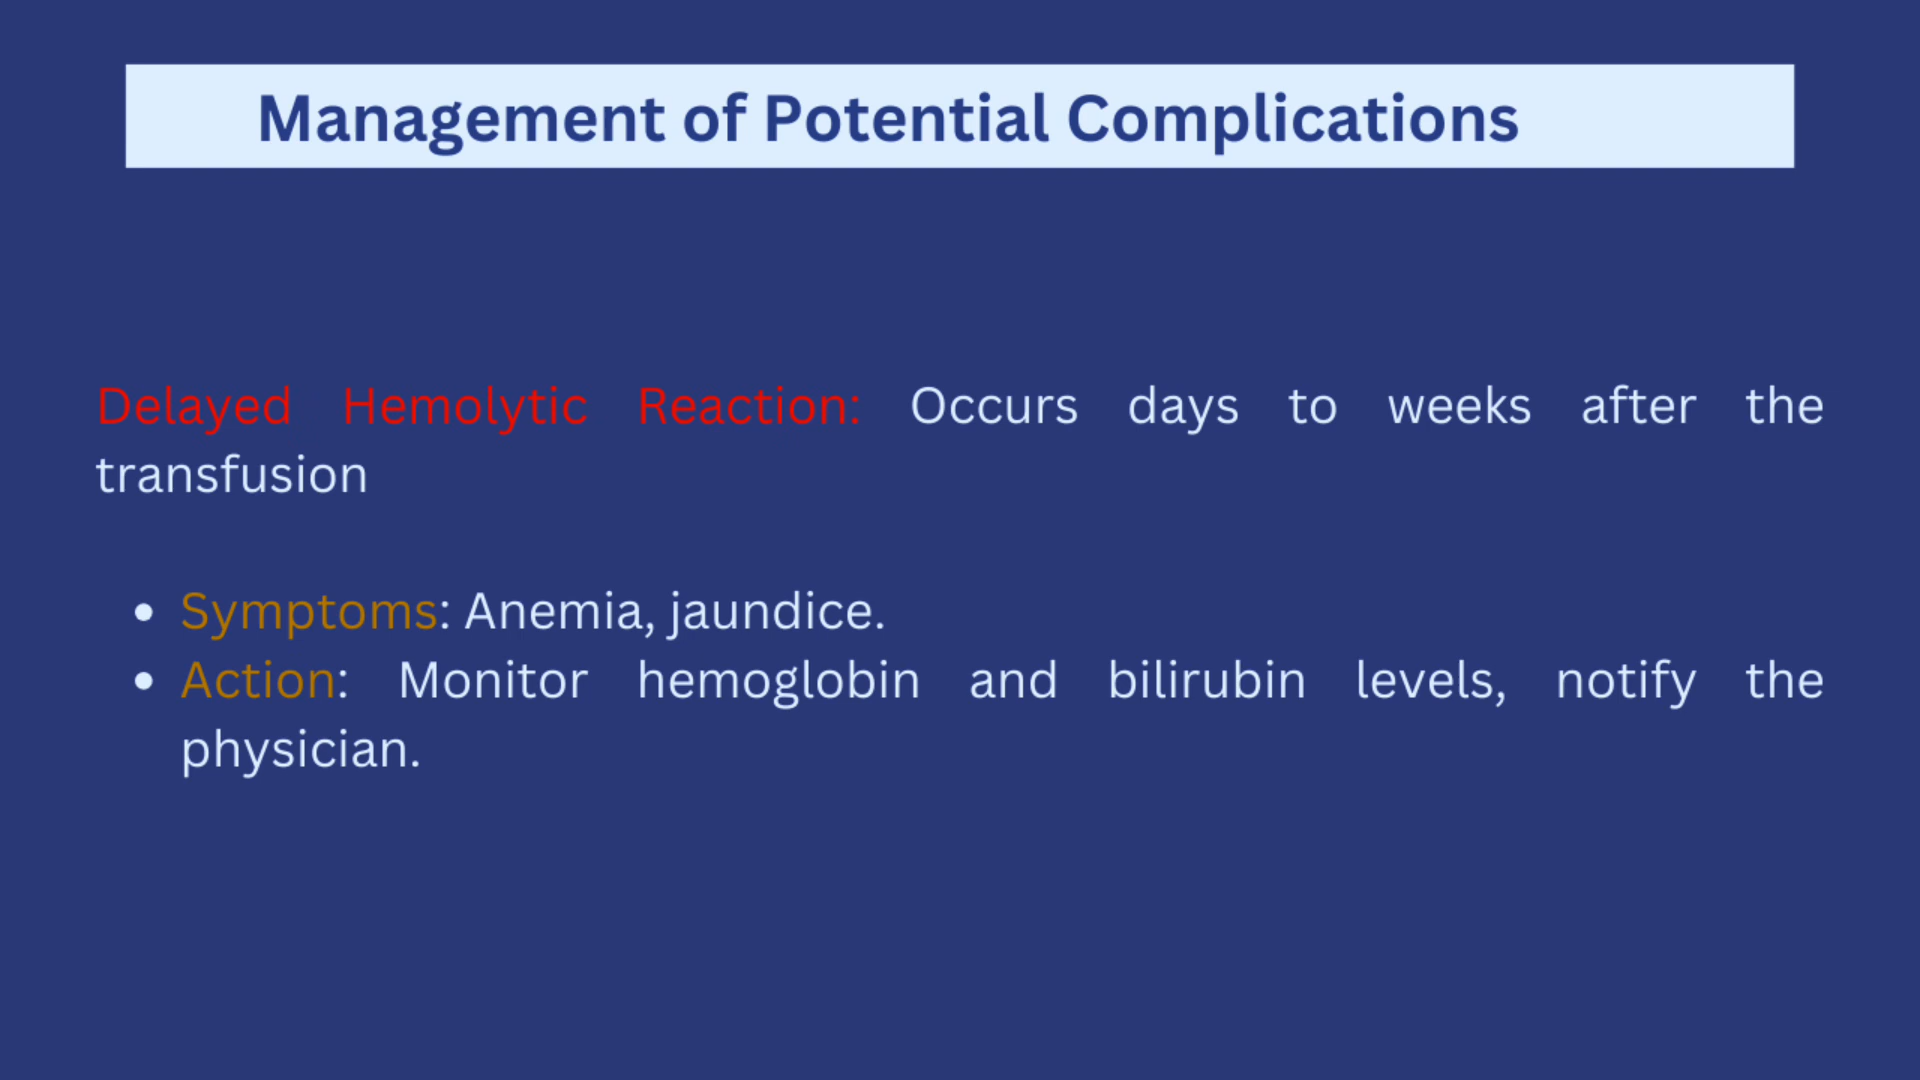 Management of Potential Complications
Delayed Hemolytic Reaction: Occurs days to weeks after the
transfusion
• Symptoms: Anemia, jaundice.
• Action: Monitor hemoglobin and bilirubin levels, notify the
physician.